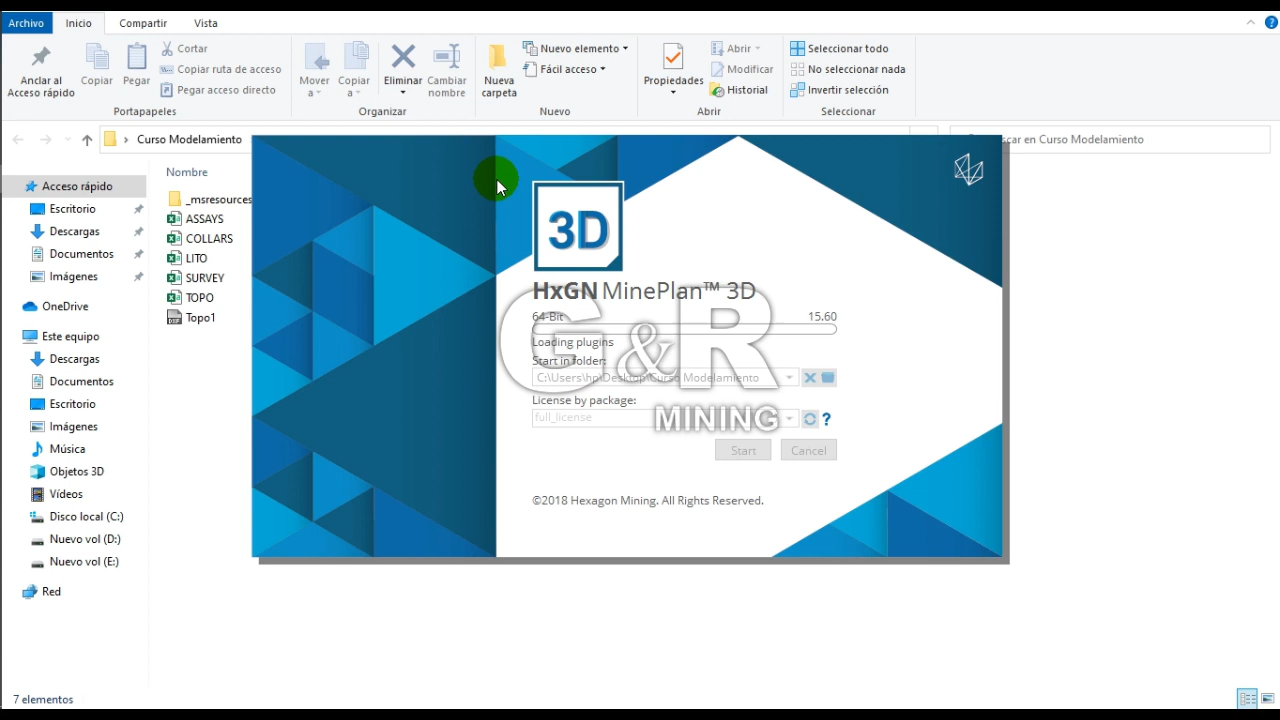 Archivo Inicio Compartir Vista
Anclar al Acceso rápido
Copiar
Pegar
Cortar
Copiar ruta de acceso
Pegar acceso directo
Portapapeles
Mover a
Copiar a
Eliminar
Cambiar nombre
Organizar
Nueva carpeta
Nuevo elemento
Fácil acceso
Nuevo
Propiedades
Abrir
Modificar
Historial
Abrir
Seleccionar todo
No seleccionar nada
Invertir selección
Seleccionar
Curso Modelamiento
en Curso Modelamiento
Acceso rápido
Escritorio
Descargas
Documentos
Imágenes
OneDrive
Este equipo
Descargas
Documentos
Escritorio
Imágenes
Música
Objetos 3D
Vídeos
Disco local (C:)
Nuevo vol (D:)
Nuevo vol (E:)
Red
Nombre
_msresources
ASSAYS
COLLARS
LITO
SURVEY
TOPO
Topo1
3D
HxGN MinePlan™ 3D
64-Bit 15.60
Loading plugins
Start in folder:
C:\Users\hp\Desktop\Curso Modelamiento
License by package:
full_license
?
Start Cancel
©2018 Hexagon Mining. All Rights Reserved.
G&R
MINING
7 elementos